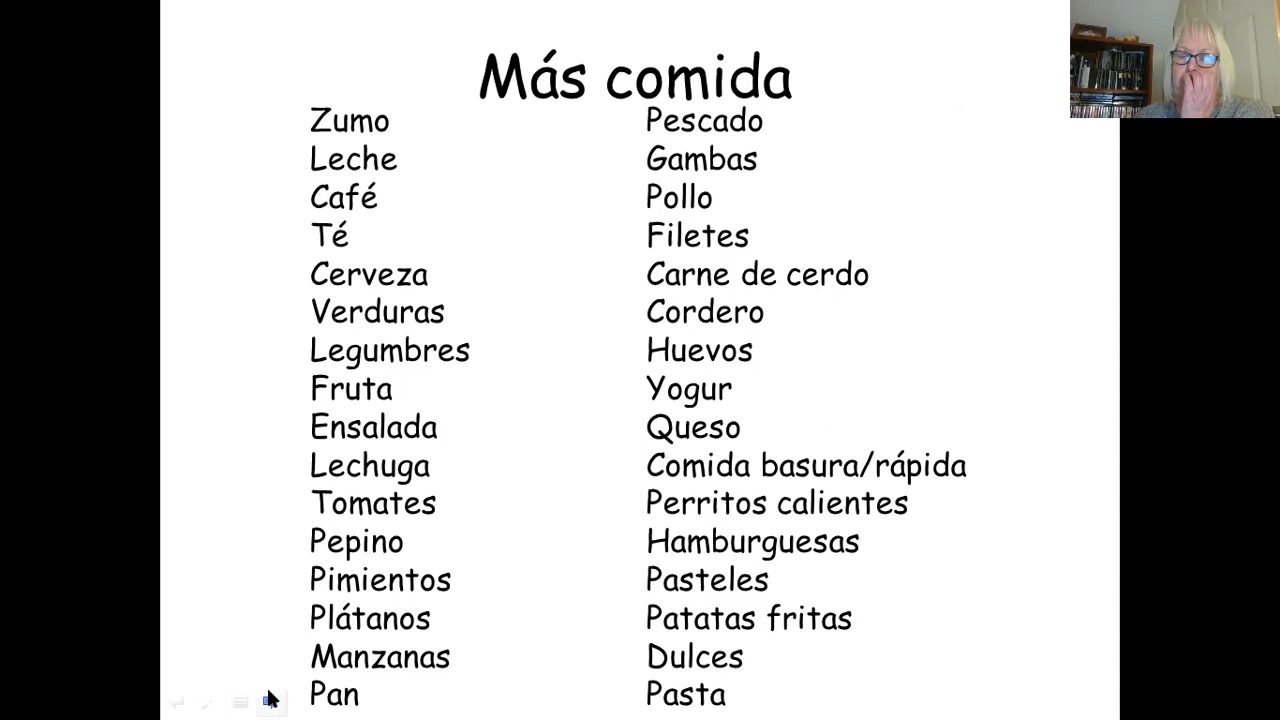 Más comida
Zumo
Leche
Café
Té
Cerveza
Verduras
Legumbres
Fruta
Ensalada
Lechuga
Tomates
Pepino
Pimientos
Plátanos
Manzanas
Pan
Pescado
Gambas
Pollo
Filetes
Carne de cerdo
Cordero
Huevos
Yogur
Queso
Comida basura/rápida
Perritos calientes
Hamburguesas
Pasteles
Patatas fritas
Dulces
Pasta